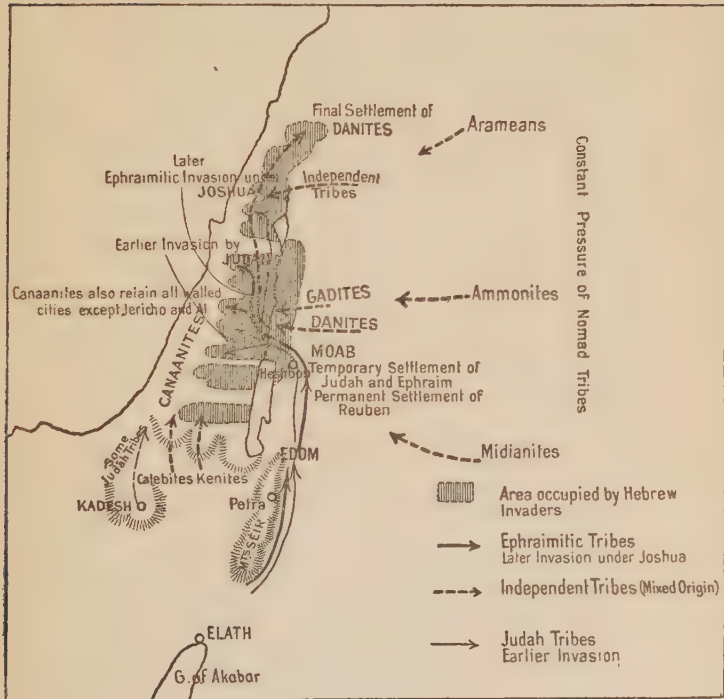 Final Settlement of
DANITES
Arameans
Later
Ephraimitic Invasion under
JOSHUA
Independent
Tribes
Constant Pressure of Nomad Tribes
Earlier Invasion by
JUDAH
Canaanites also retain all walled
cities except Jericho and Ai
GADITES
DANITES
Ammonites
CANAANITES
MOAB
Heshbon
Temporary Settlement of
Judah and Ephraim
Permanent Settlement of
Reuben
Some
Judah Tribes
Calebites Kenites
EDOM
Midianites
KADESH
Petra
MTS SEIR
Area occupied by Hebrew
Invaders
Ephraimitic Tribes
Later Invasion under Joshua
Independent Tribes (Mixed Origin)
Judah Tribes
Earlier Invasion
ELATH
G. of Akabar